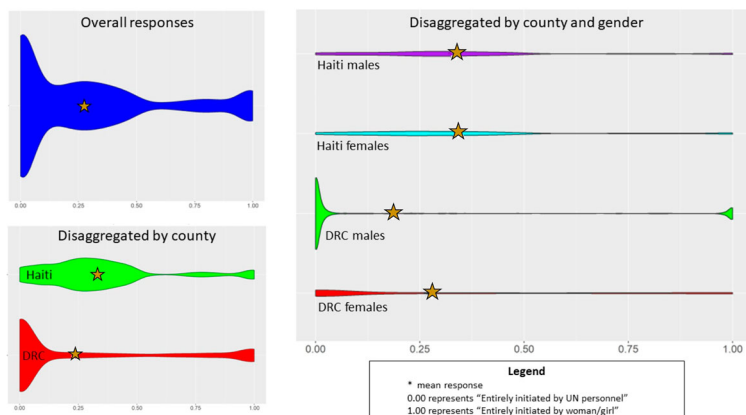 Overall responses
0.00 0.25 0.50 0.75 1.00
Disaggregated by county
Haiti
DRC
0.00 0.25 0.50 0.75 1.00
Disaggregated by county and gender
Haiti males
Haiti females
DRC males
DRC females
0.00 0.25 0.50 0.75 1.00
Legend
* mean response
0.00 represents “Entirely initiated by UN personnel”
1.00 represents “Entirely initiated by woman/girl”